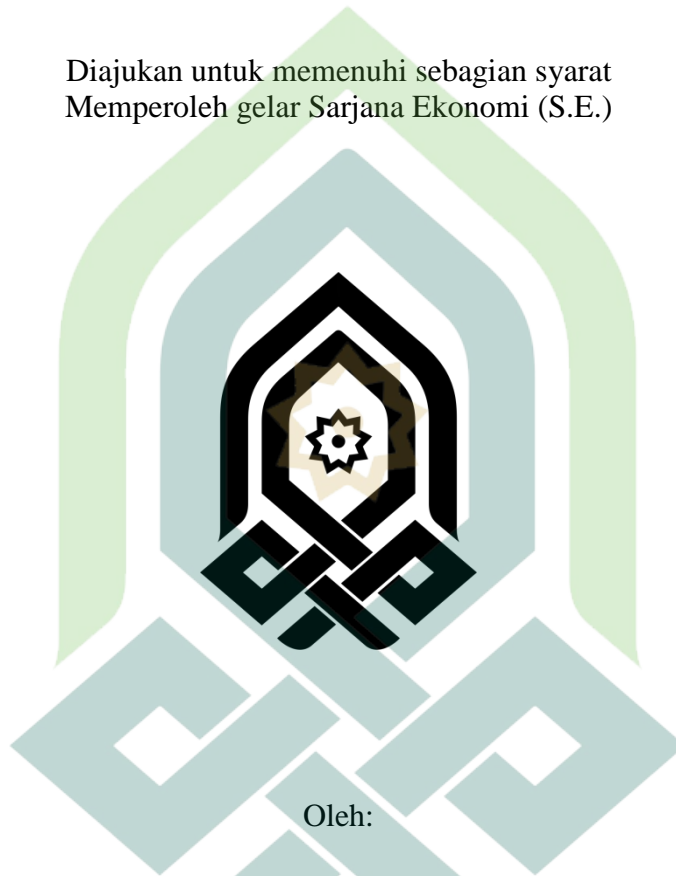 Diajukan untuk memenuhi sebagian syarat
Memperoleh gelar Sarjana Ekonomi (S.E.)
Oleh: